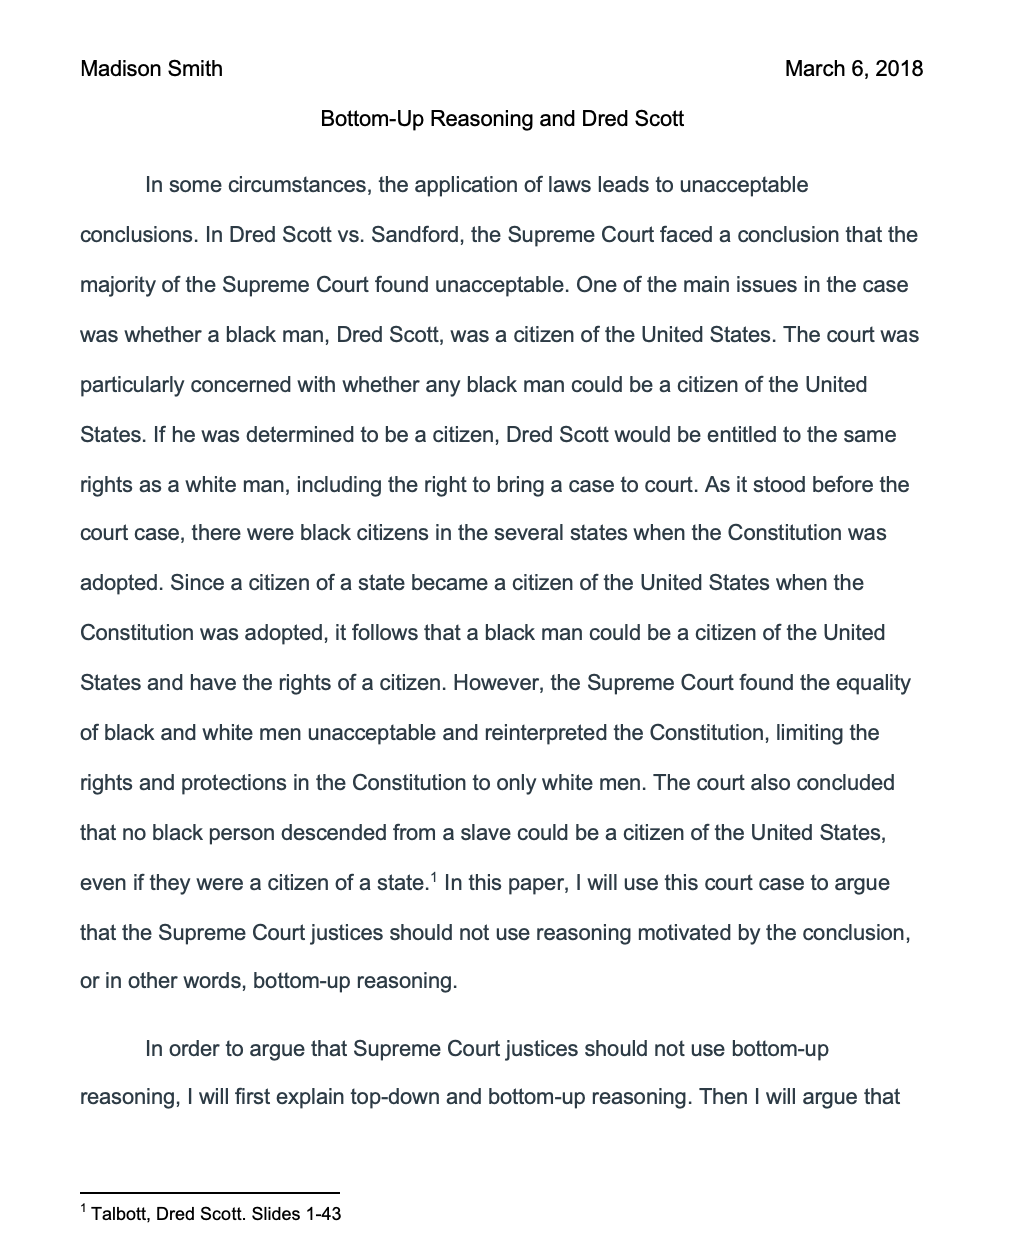 Madison Smith March 6, 2018
Bottom-Up Reasoning and Dred Scott
In some circumstances, the application of laws leads to unacceptable
conclusions. In Dred Scott vs. Sandford, the Supreme Court faced a conclusion that the
majority of the Supreme Court found unacceptable. One of the main issues in the case
was whether a black man, Dred Scott, was a citizen of the United States. The court was
particularly concerned with whether any black man could be a citizen of the United
States. If he was determined to be a citizen, Dred Scott would be entitled to the same
rights as a white man, including the right to bring a case to court. As it stood before the
court case, there were black citizens in the several states when the Constitution was
adopted. Since a citizen of a state became a citizen of the United States when the
Constitution was adopted, it follows that a black man could be a citizen of the United
States and have the rights of a citizen. However, the Supreme Court found the equality
of black and white men unacceptable and reinterpreted the Constitution, limiting the
rights and protections in the Constitution to only white men. The court also concluded
that no black person descended from a slave could be a citizen of the United States,
even if they were a citizen of a state.¹ In this paper, I will use this court case to argue
that the Supreme Court justices should not use reasoning motivated by the conclusion,
or in other words, bottom-up reasoning.
In order to argue that Supreme Court justices should not use bottom-up
reasoning, I will first explain top-down and bottom-up reasoning. Then I will argue that
¹ Talbott, Dred Scott. Slides 1-43